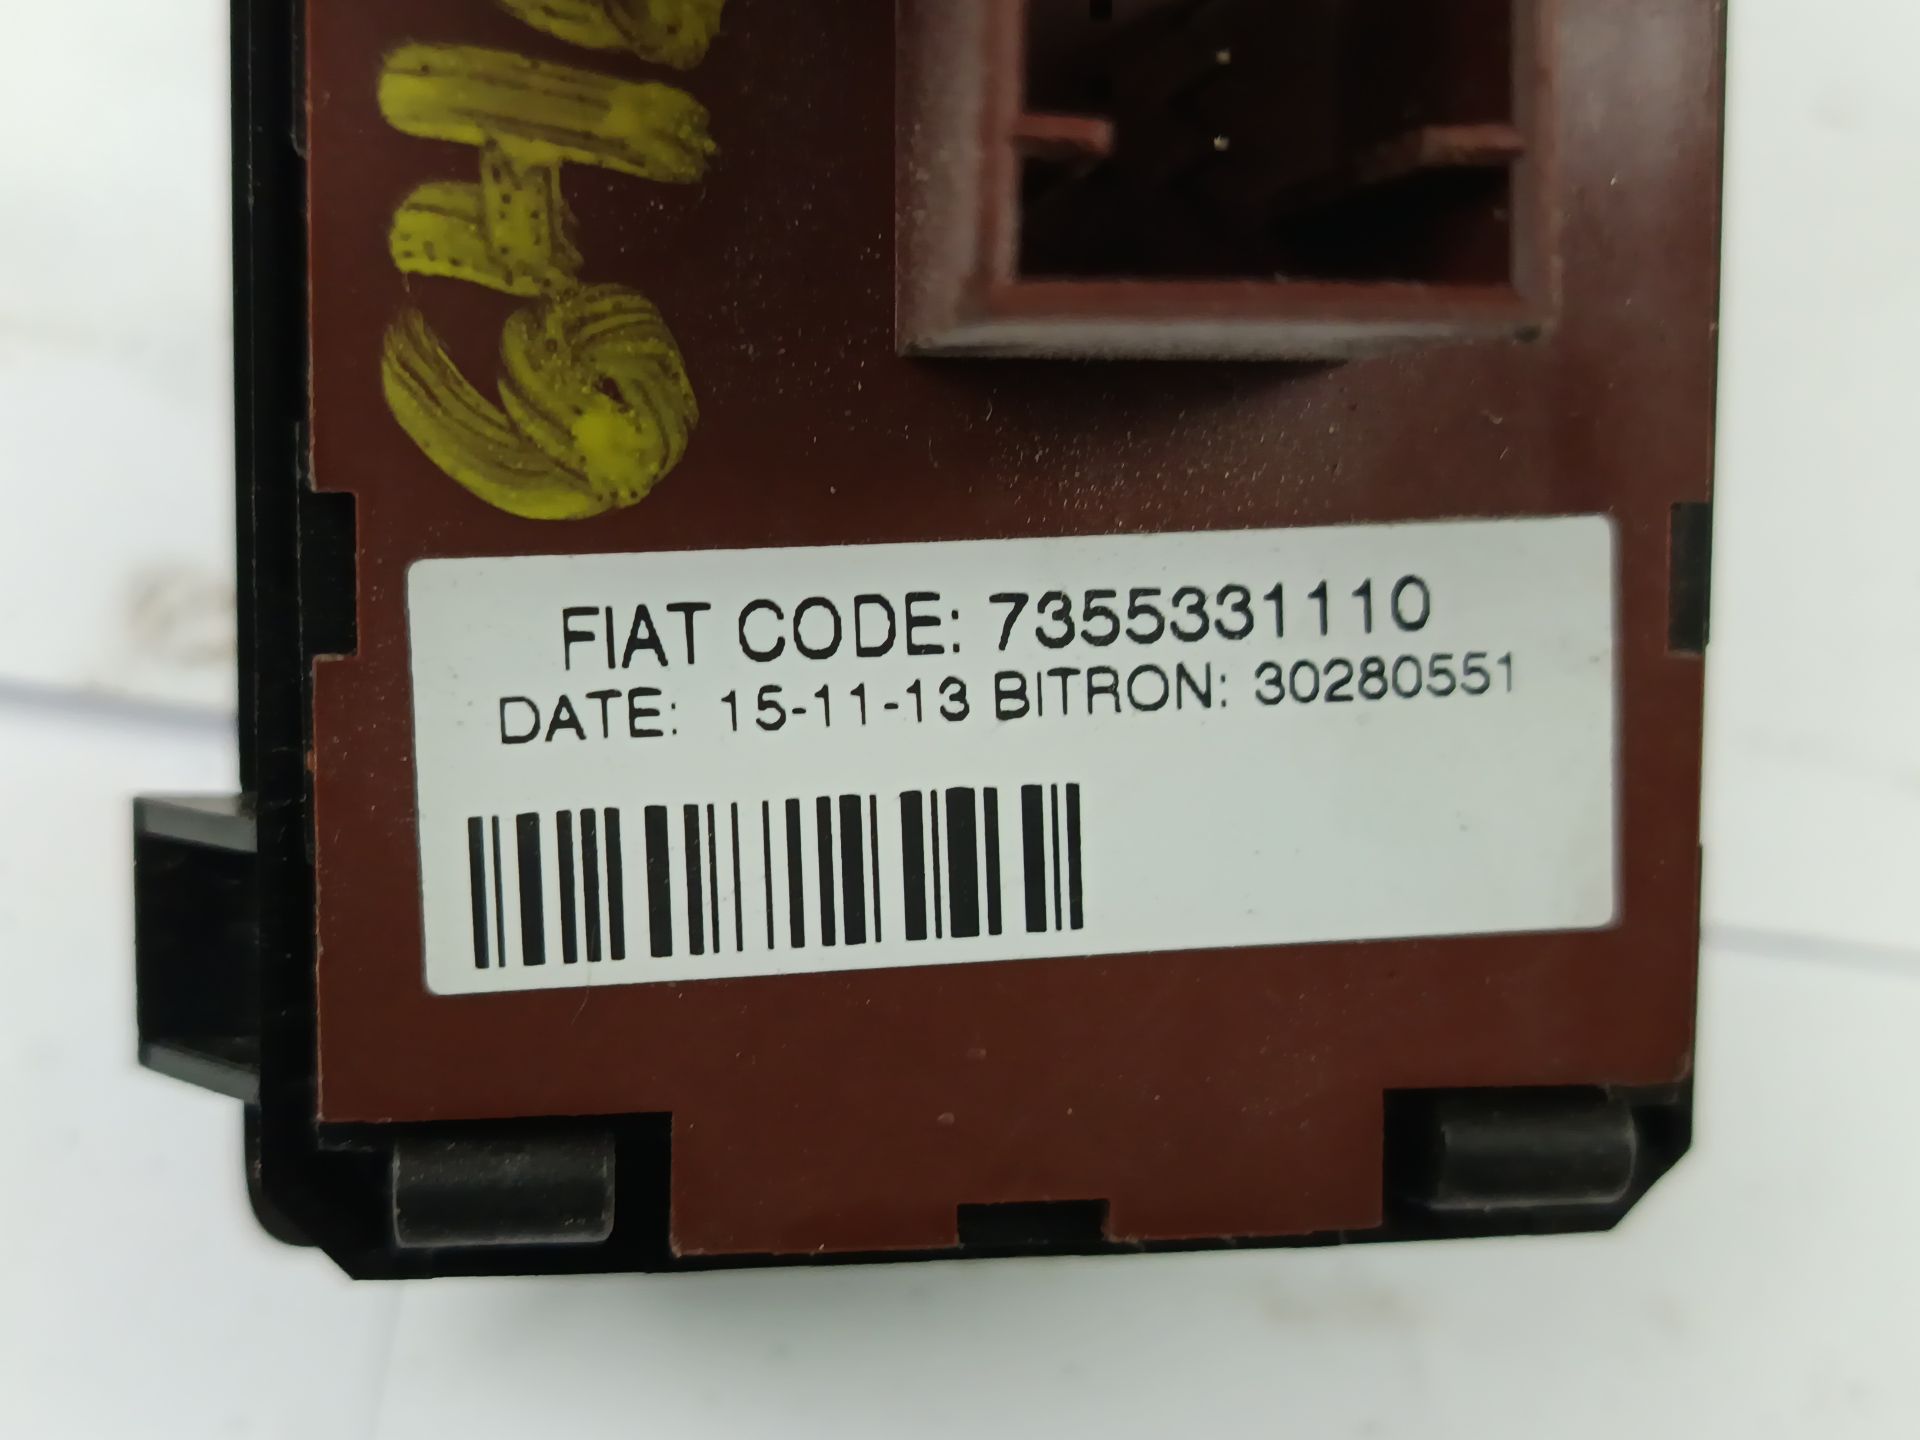 FIAT CODE: 7355331110
DATE: 15-11-13 BITRON: 30280551